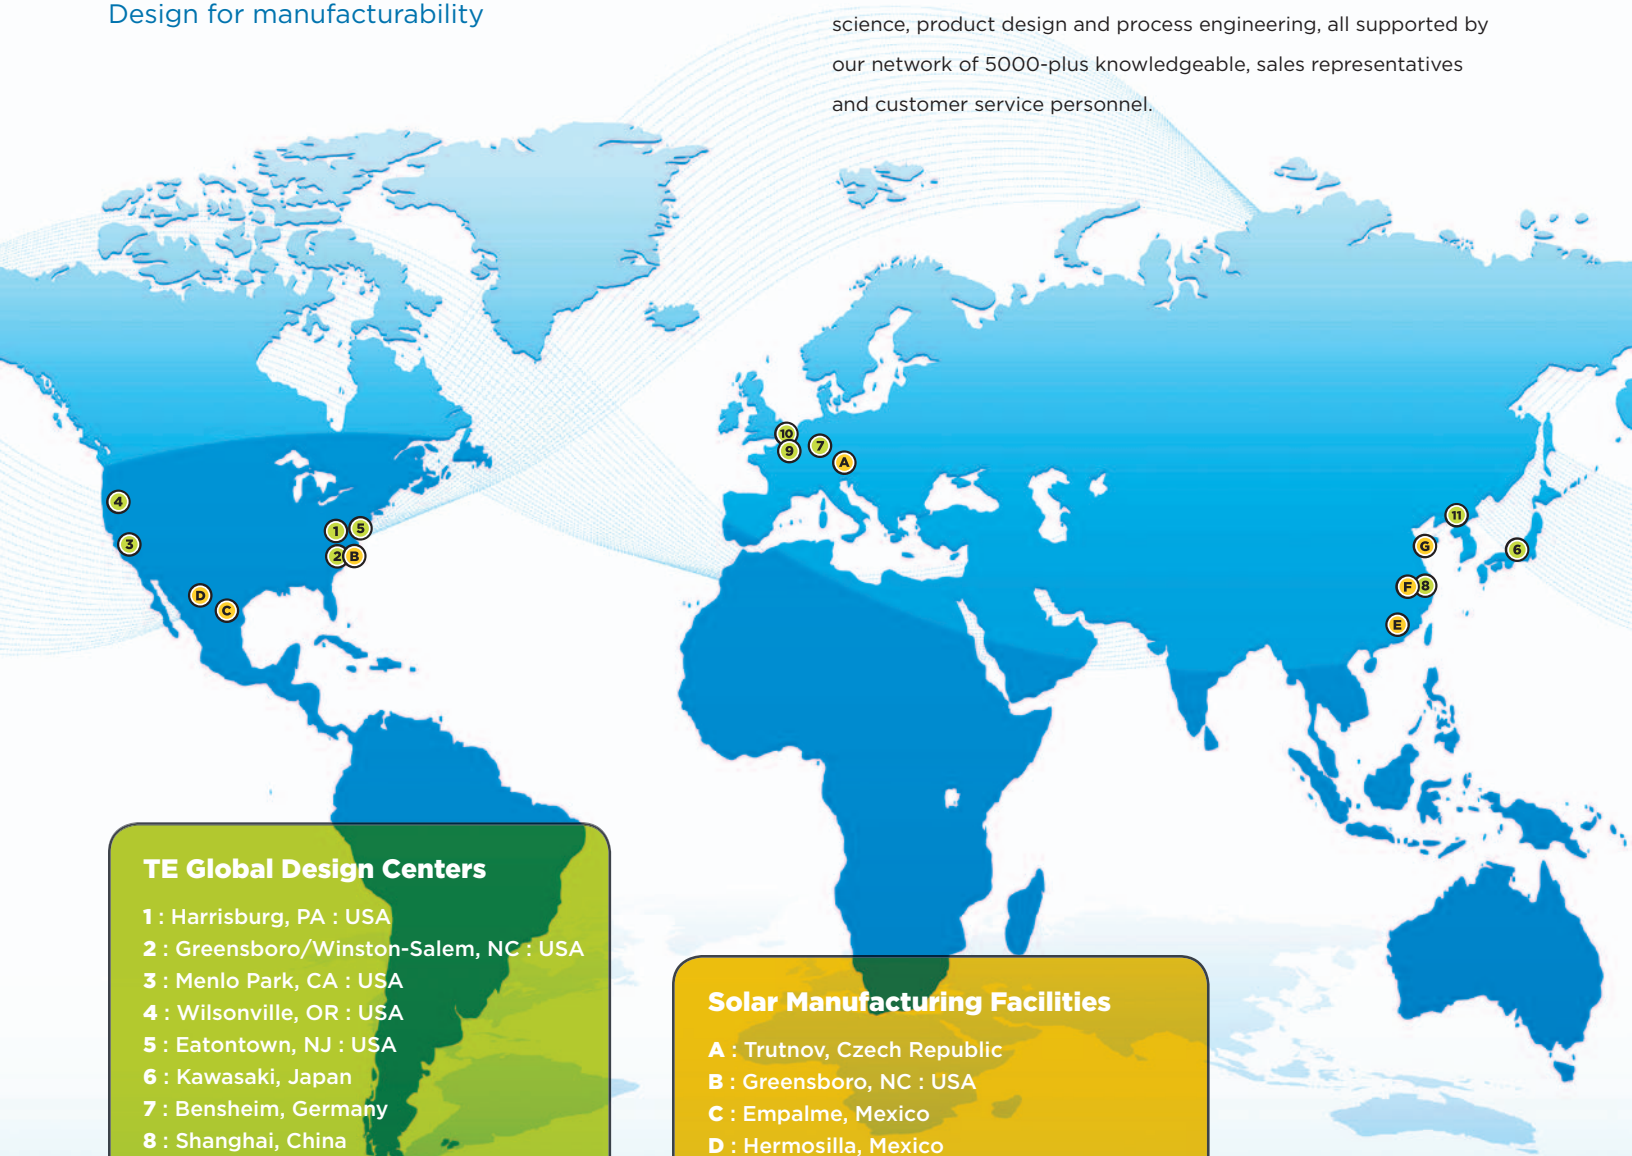 Design for manufacturability
science, product design and process engineering, all supported by
our network of 5000-plus knowledgeable, sales representatives
and customer service personnel.
10
9
7
A
4
3
1
5
2
B
D
C
11
G
6
F
8
E
TE Global Design Centers
1 : Harrisburg, PA : USA
2 : Greensboro/Winston-Salem, NC : USA
3 : Menlo Park, CA : USA
4 : Wilsonville, OR : USA
5 : Eatontown, NJ : USA
6 : Kawasaki, Japan
7 : Bensheim, Germany
8 : Shanghai, China
Solar Manufacturing Facilities
A : Trutnov, Czech Republic
B : Greensboro, NC : USA
C : Empalme, Mexico
D : Hermosilla, Mexico